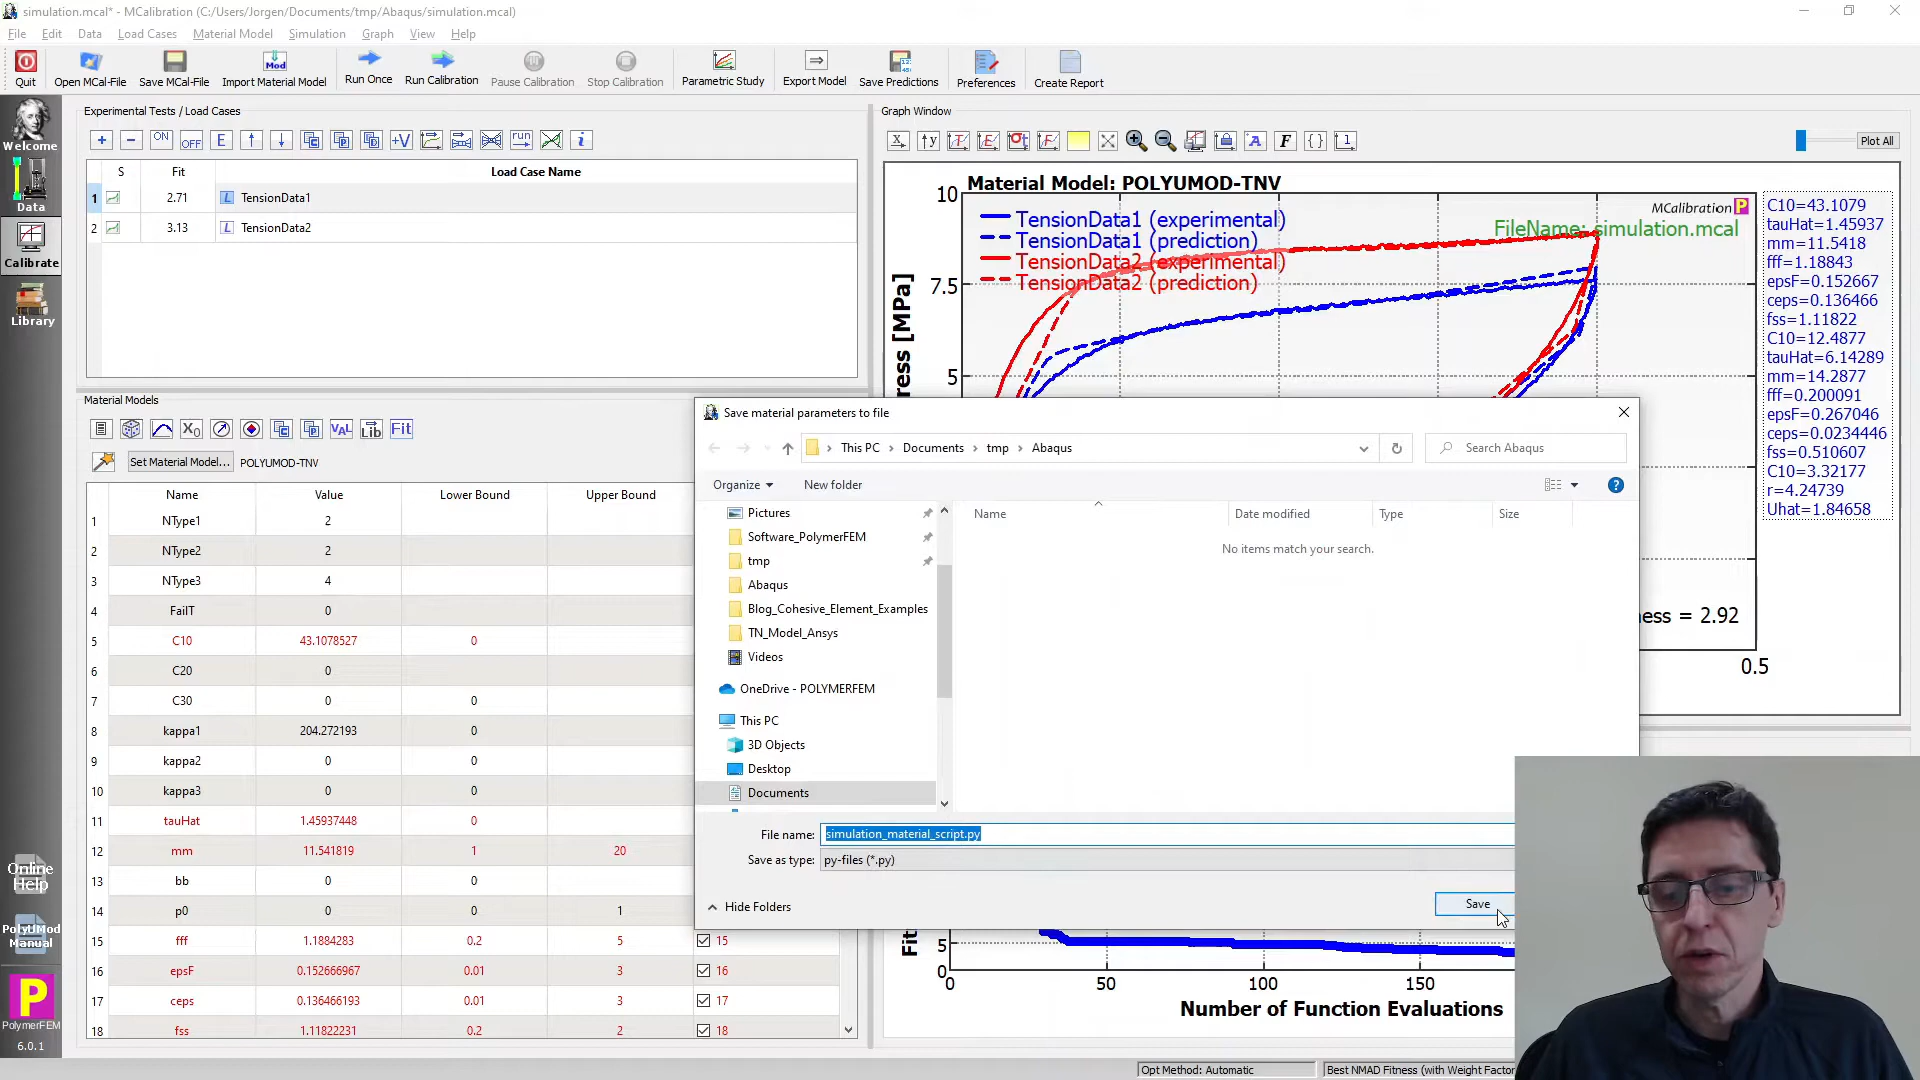 simulation.mcal* - MCalibration (C:/Users/Jorgen/Documents/tmp/Abaqus/simulation.mcal)
File Edit Data Load Cases Material Model Simulation Graph View Help
Quit Open MCal-File Save MCal-File Import Material Model Run Once Run Calibration Pause Calibration Stop Calibration Parametric Study Export Model Save Predictions Preferences Create Report
Mod
Welcome
Data
Calibrate
Library
Online Help
PolyUMod Manual
P
PolymerFEM
6.0.1
Experimental Tests / Load Cases
+ − ON OFF E +V run i
S Fit Load Case Name
1 2.71 L TensionData1
2 3.13 L TensionData2
Material Models
X0 VAL Lib Fit
Set Material Model... POLYUMOD-TNV
Name Value Lower Bound Upper Bound
1 NType1 2
2 NType2 2
3 NType3 4
4 FailT 0
5 C10 43.1078527 0
6 C20 0
7 C30 0 0
8 kappa1 204.272193 0
9 kappa2 0 0
10 kappa3 0 0
11 tauHat 1.45937448 0
12 mm 11.541819 1 20
13 bb 0 0
14 p0 0 0 1
15 fff 1.1884283 0.2 5 15
16 epsF 0.152666967 0.01 3 16
17 ceps 0.136466193 0.01 3 17
18 fss 1.11822231 0.2 2 18
Graph Window
Plot All
Material Model: POLYUMOD-TNV
TensionData1 (experimental)
TensionData1 (prediction)
TensionData2 (experimental)
TensionData2 (prediction)
MCalibration P
FileName: simulation.mcal
10
7.5
5
ress [MPa]
ness = 2.92
0.5
C10=43.1079
tauHat=1.45937
mm=11.5418
fff=1.18843
epsF=0.152667
ceps=0.136466
fss=1.11822
C10=12.4877
tauHat=6.14289
mm=14.2877
fff=0.200091
epsF=0.267046
ceps=0.0234446
fss=0.510607
C10=3.32177
r=4.24739
Uhat=1.84658
Save material parameters to file
This PC › Documents › tmp › Abaqus
Search Abaqus
Organize New folder
Pictures
Software_PolymerFEM
tmp
Abaqus
Blog_Cohesive_Element_Examples
TN_Model_Ansys
Videos
OneDrive - POLYMERFEM
This PC
3D Objects
Desktop
Documents
Name Date modified Type Size
No items match your search.
File name: simulation_material_script.py
Save as type: py-files (*.py)
Hide Folders
Save
Fit
5
0
0 50 100 150
Number of Function Evaluations
Opt Method: Automatic
Best NMAD Fitness (with Weight Factor